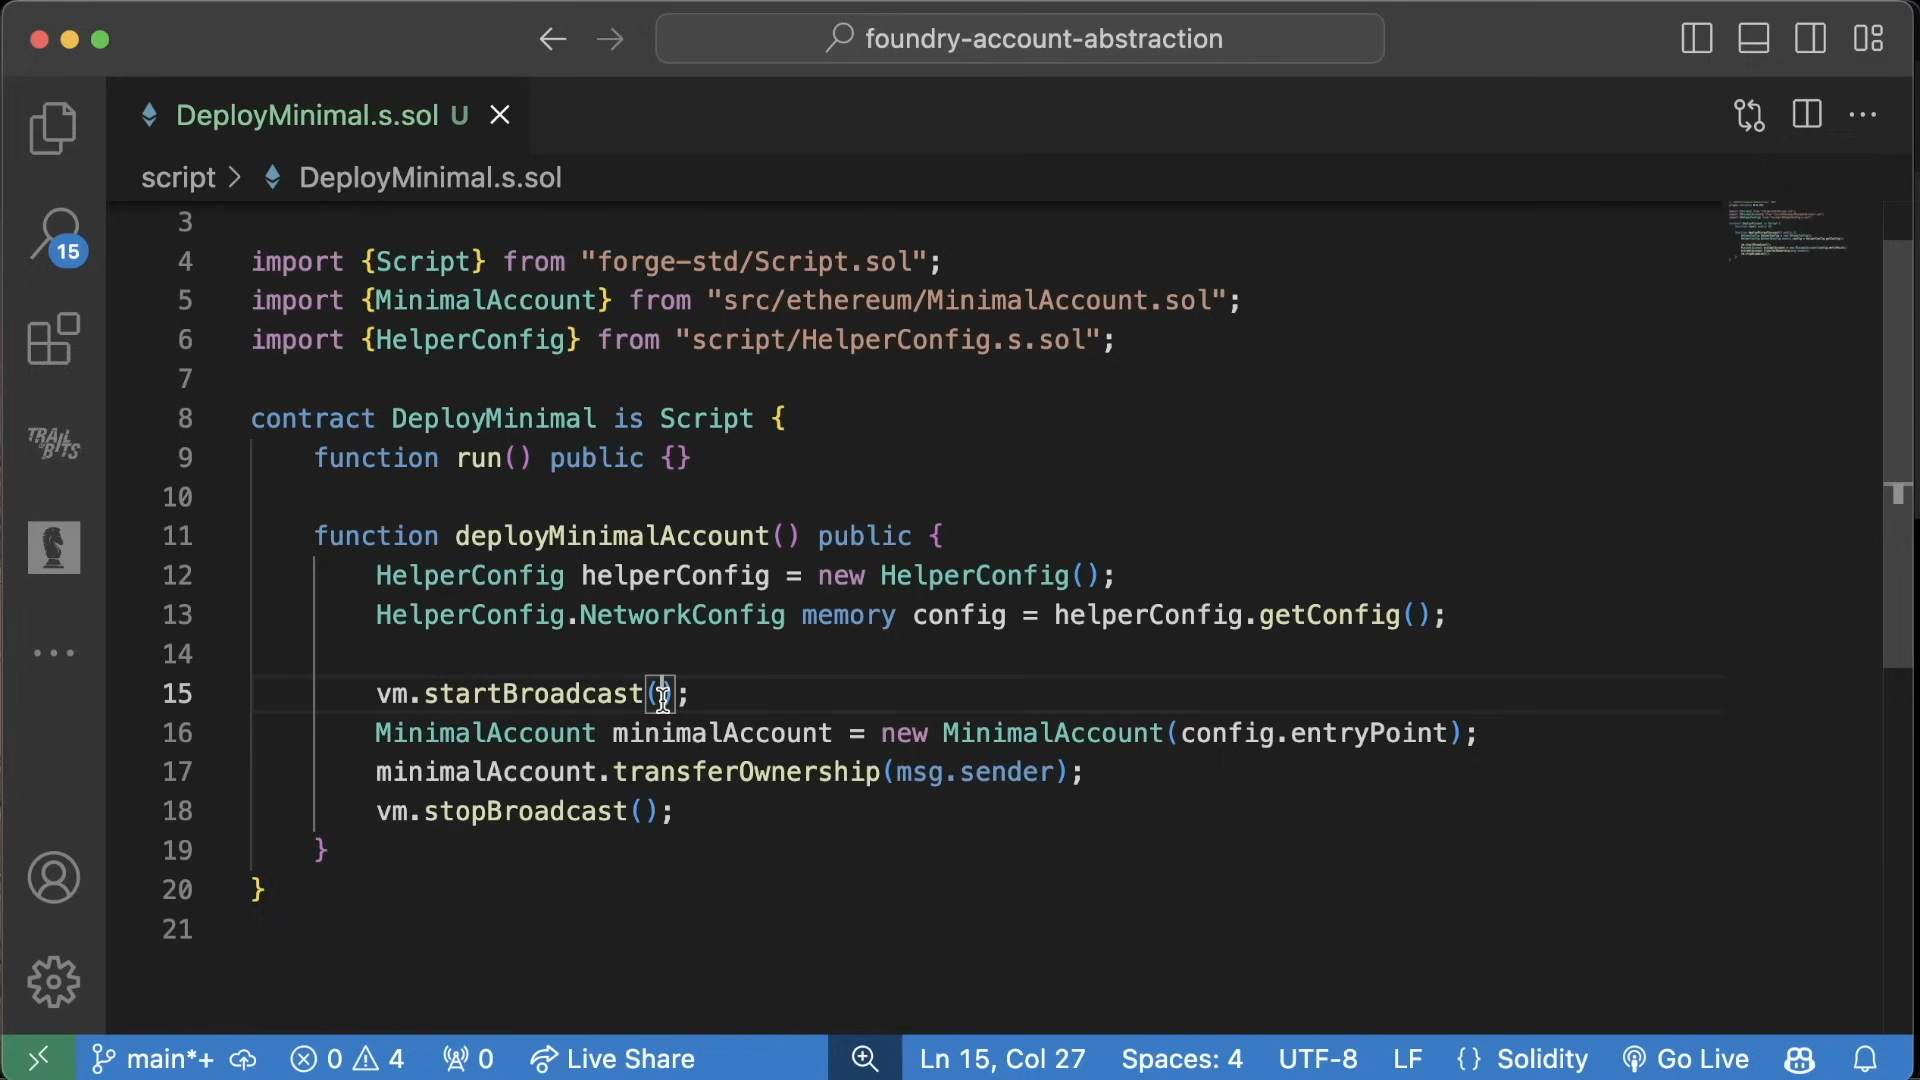 foundry-account-abstraction
DeployMinimal.s.sol U
script > DeployMinimal.s.sol
15
TRAIL OF BITS
3
4 import {Script} from "forge-std/Script.sol";
5 import {MinimalAccount} from "src/ethereum/MinimalAccount.sol";
6 import {HelperConfig} from "script/HelperConfig.s.sol";
7
8 contract DeployMinimal is Script {
9 function run() public {}
10
11 function deployMinimalAccount() public {
12 HelperConfig helperConfig = new HelperConfig();
13 HelperConfig.NetworkConfig memory config = helperConfig.getConfig();
14
15 vm.startBroadcast();
16 MinimalAccount minimalAccount = new MinimalAccount(config.entryPoint);
17 minimalAccount.transferOwnership(msg.sender);
18 vm.stopBroadcast();
19 }
20 }
21
main*+ 0 4 0 Live Share Ln 15, Col 27 Spaces: 4 UTF-8 LF {} Solidity Go Live